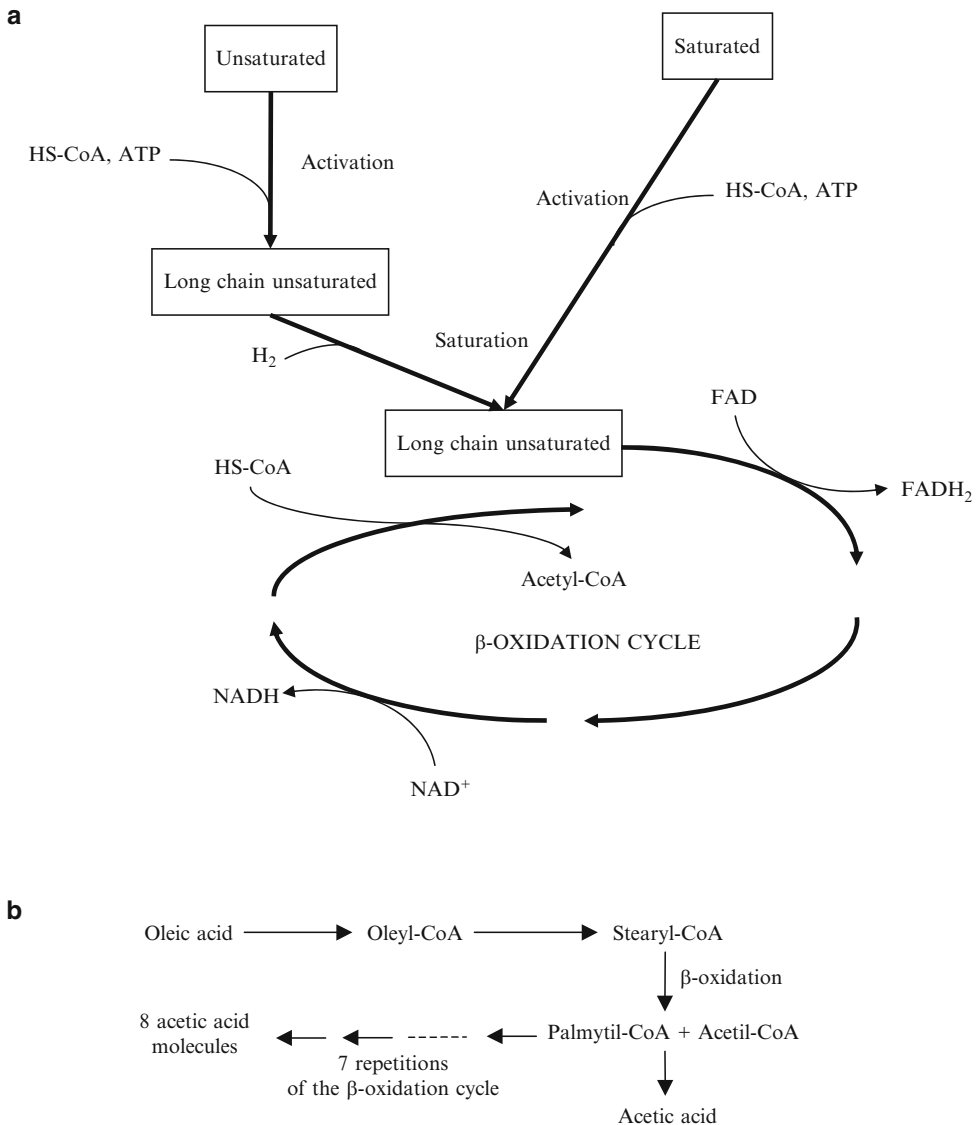 a
Unsaturated
Saturated
HS-CoA, ATP
Activation
Activation
HS-CoA, ATP
Long chain unsaturated
H₂
Saturation
Long chain unsaturated
FAD
HS-CoA
FADH₂
Acetyl-CoA
β-OXIDATION CYCLE
NADH
NAD⁺
b
Oleic acid
Oleyl-CoA
Stearyl-CoA
β-oxidation
8 acetic acid
molecules
Palmytil-CoA + Acetil-CoA
7 repetitions
of the β-oxidation cycle
Acetic acid